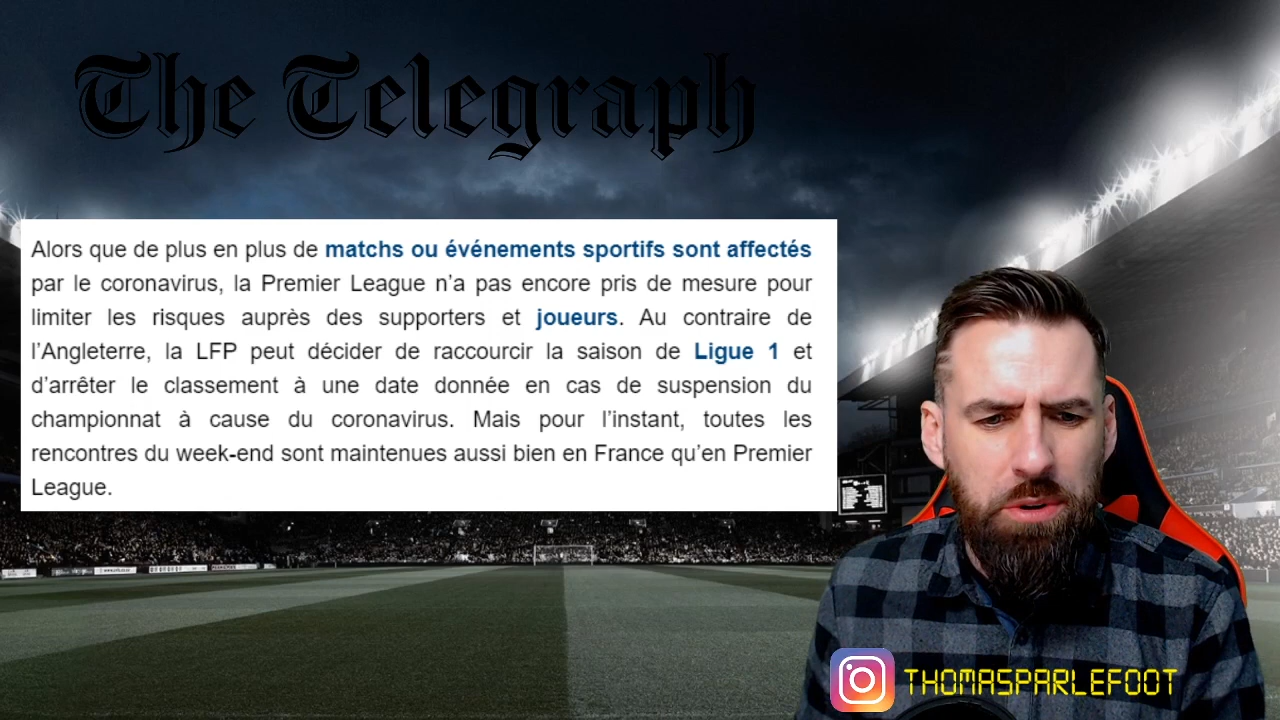 The Telegraph
Alors que de plus en plus de matchs ou événements sportifs sont affectés
par le coronavirus, la Premier League n’a pas encore pris de mesure pour
limiter les risques auprès des supporters et joueurs. Au contraire de
l’Angleterre, la LFP peut décider de raccourcir la saison de Ligue 1 et
d’arrêter le classement à une date donnée en cas de suspension du
championnat à cause du coronavirus. Mais pour l’instant, toutes les
rencontres du week-end sont maintenues aussi bien en France qu’en Premier
League.
THOMASPARLEFOOT